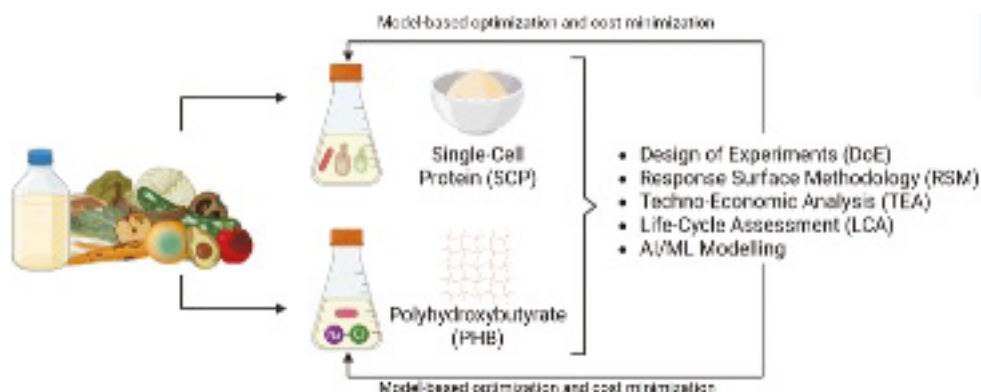 Model-based optimization and cost minimization
Single-Cell
Protein (SCP)
• Design of Experiments (DoE)
• Response Surface Methodology (RSM)
• Techno-Economic Analysis (TEA)
• Life-Cycle Assessment (LCA)
• AI/ML Modelling
Polyhydroxybutyrate
(PHB)
Model-based optimization and cost minimization